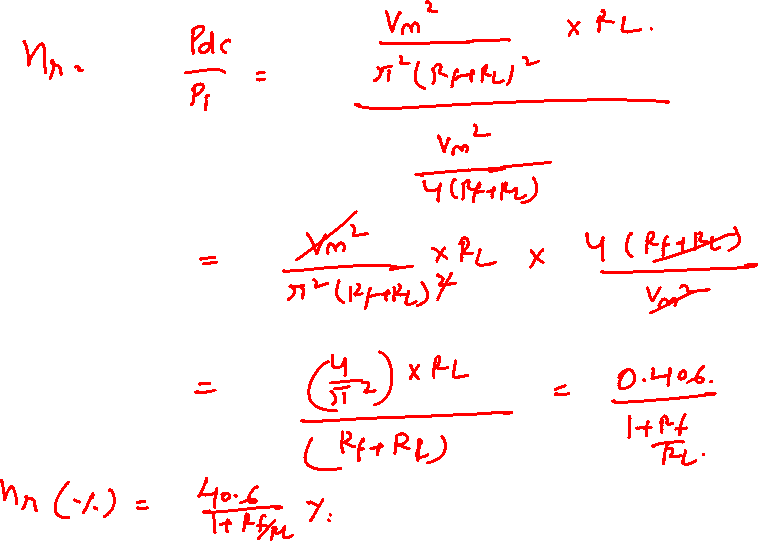 ηr = Pdc/Pi = (Vm²/(π²(Rf+RL)²) × RL) / (Vm²/(4(Rf+RL)))
= Vm²/(π²(Rf+RL)²) × RL × 4(Rf+RL)/Vm²
= ((4/π²) × RL)/(Rf+RL) = 0.406/(1+Rf/RL).
ηr (%) = 40.6/(1+Rf/RL) %.